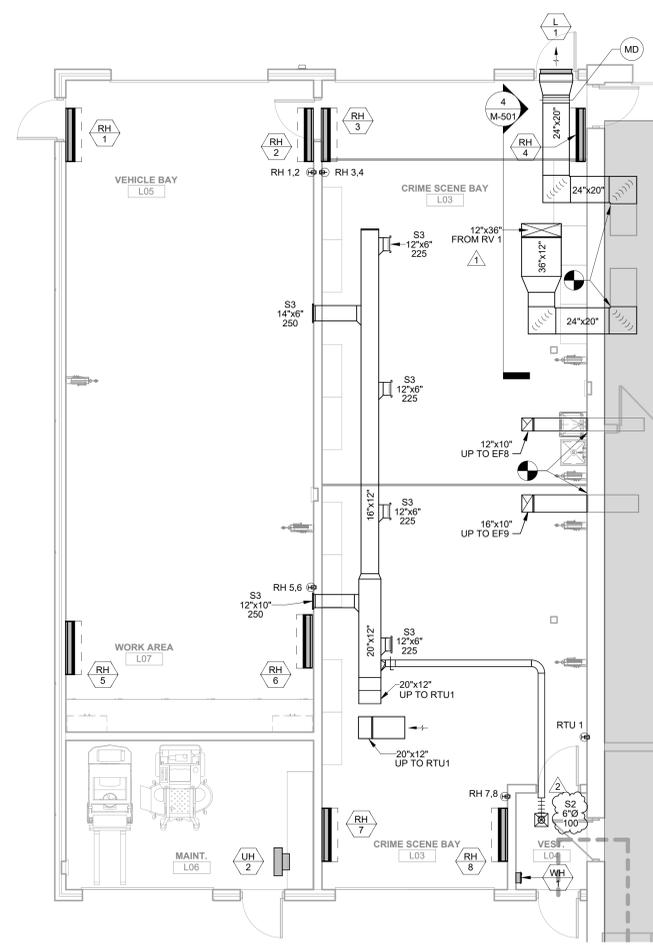 L
1
MD
4
M-501
24"x20"
RH
1
RH
2
RH
3
RH
4
RH 1,2
RH 3,4
VEHICLE BAY
L05
CRIME SCENE BAY
L03
24"x20"
S3
12"x6"
225
12"x36"
FROM RV 1
1
36"x12"
S3
14"x6"
250
24"x20"
S3
12"x6"
225
12"x10"
UP TO EF8
16"x12"
S3
12"x6"
225
16"x10"
UP TO EF9
RH 5,6
S3
12"x10"
250
20"x12"
S3
12"x6"
225
WORK AREA
L07
RH
5
RH
6
20"x12"
UP TO RTU1
20"x12"
UP TO RTU1
RTU 1
2
RH 7,8
S2
6"Ø
100
RH
7
CRIME SCENE BAY
L03
RH
8
VEST.
L04
MAINT.
L06
UH
2
WH
1